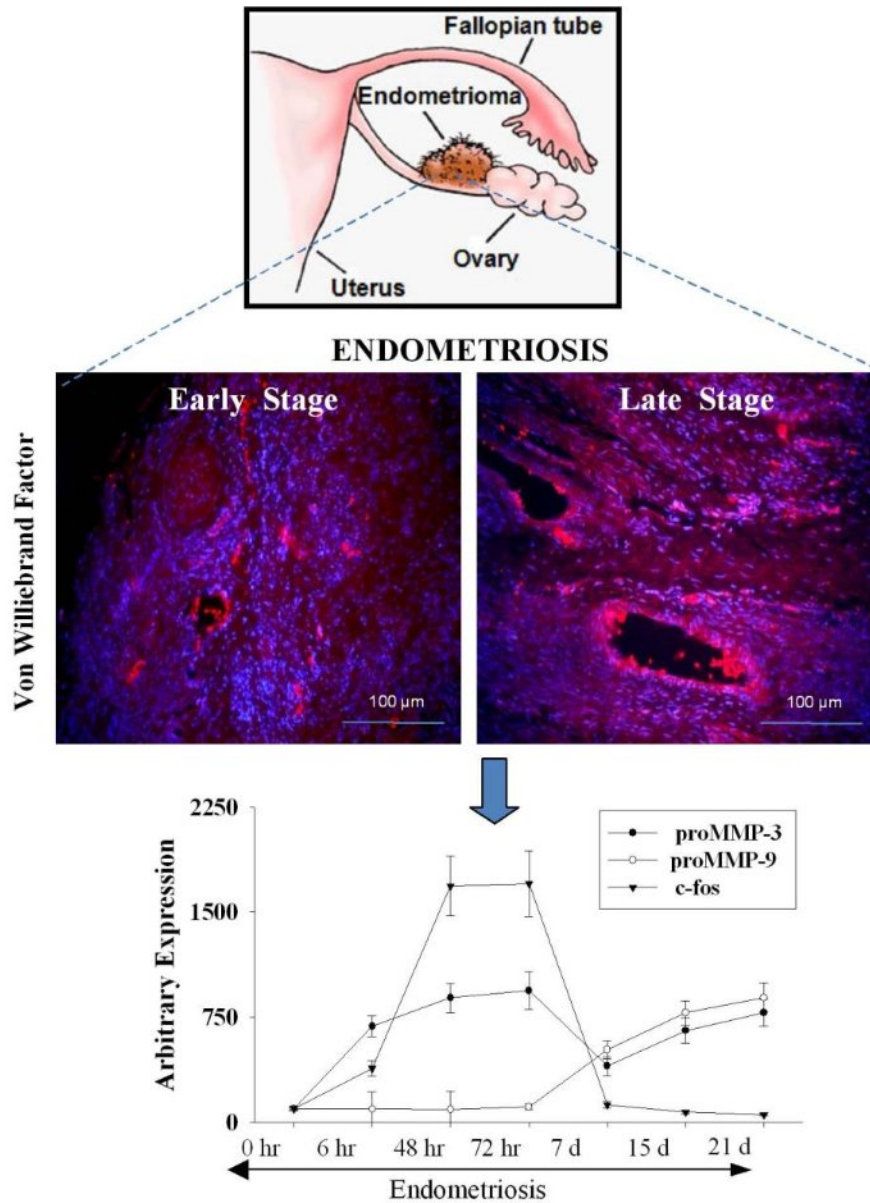 Fallopian tube
Endometrioma
Ovary
Uterus
ENDOMETRIOSIS
Early Stage
Late Stage
Von Williebrand Factor
100 µm
100 µm
2250
1500
750
0
Arbitrary Expression
proMMP-3
proMMP-9
c-fos
0 hr 6 hr 48 hr 72 hr 7 d 15 d 21 d
Endometriosis